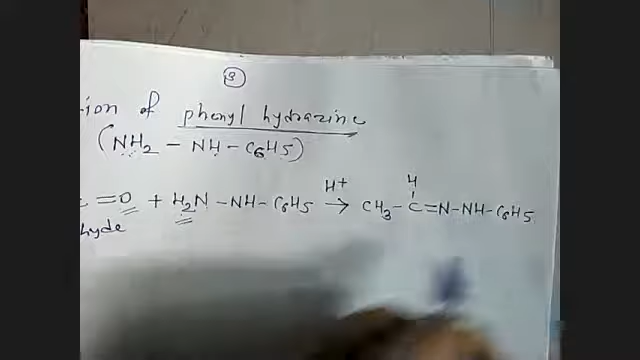 3
ion of phenyl hydrazine
(NH2 - NH - C6H5)
H
H+
C = O + H2N - NH - C6H5 → CH3 - C = N - NH - C6H5
hyde